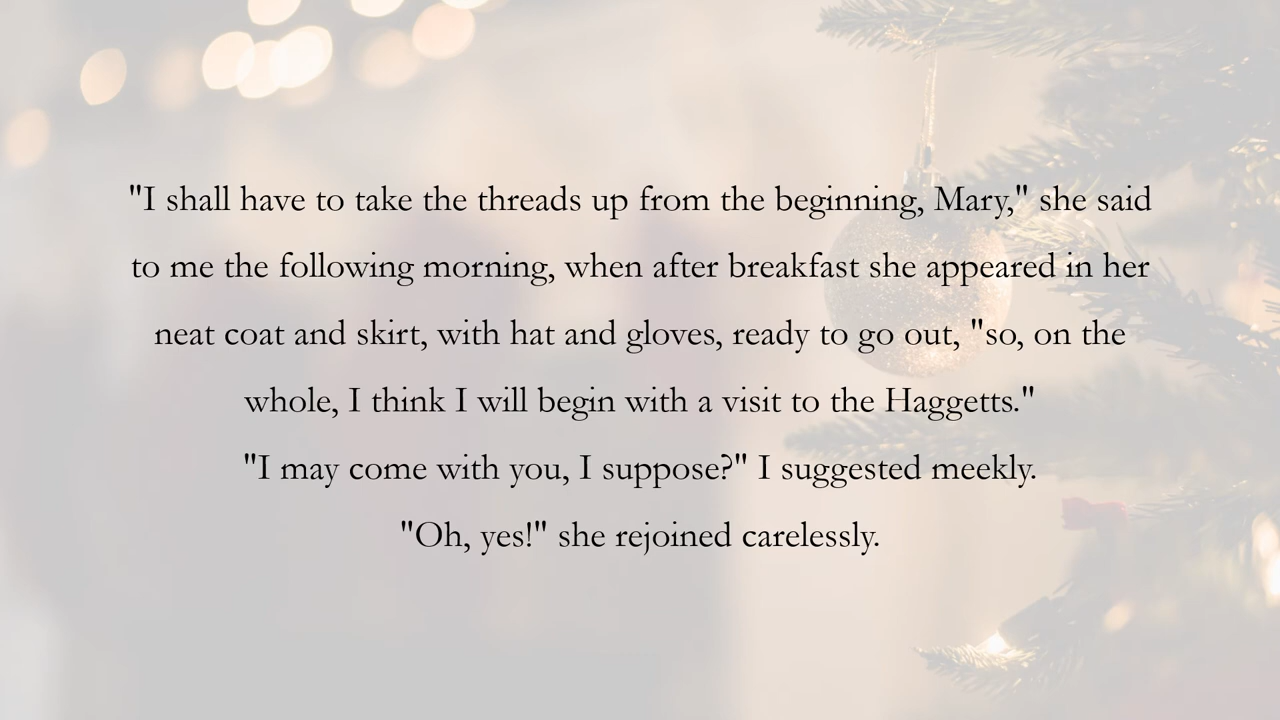 "I shall have to take the threads up from the beginning, Mary," she said
to me the following morning, when after breakfast she appeared in her
neat coat and skirt, with hat and gloves, ready to go out, "so, on the
whole, I think I will begin with a visit to the Haggetts."
"I may come with you, I suppose?" I suggested meekly.
"Oh, yes!" she rejoined carelessly.